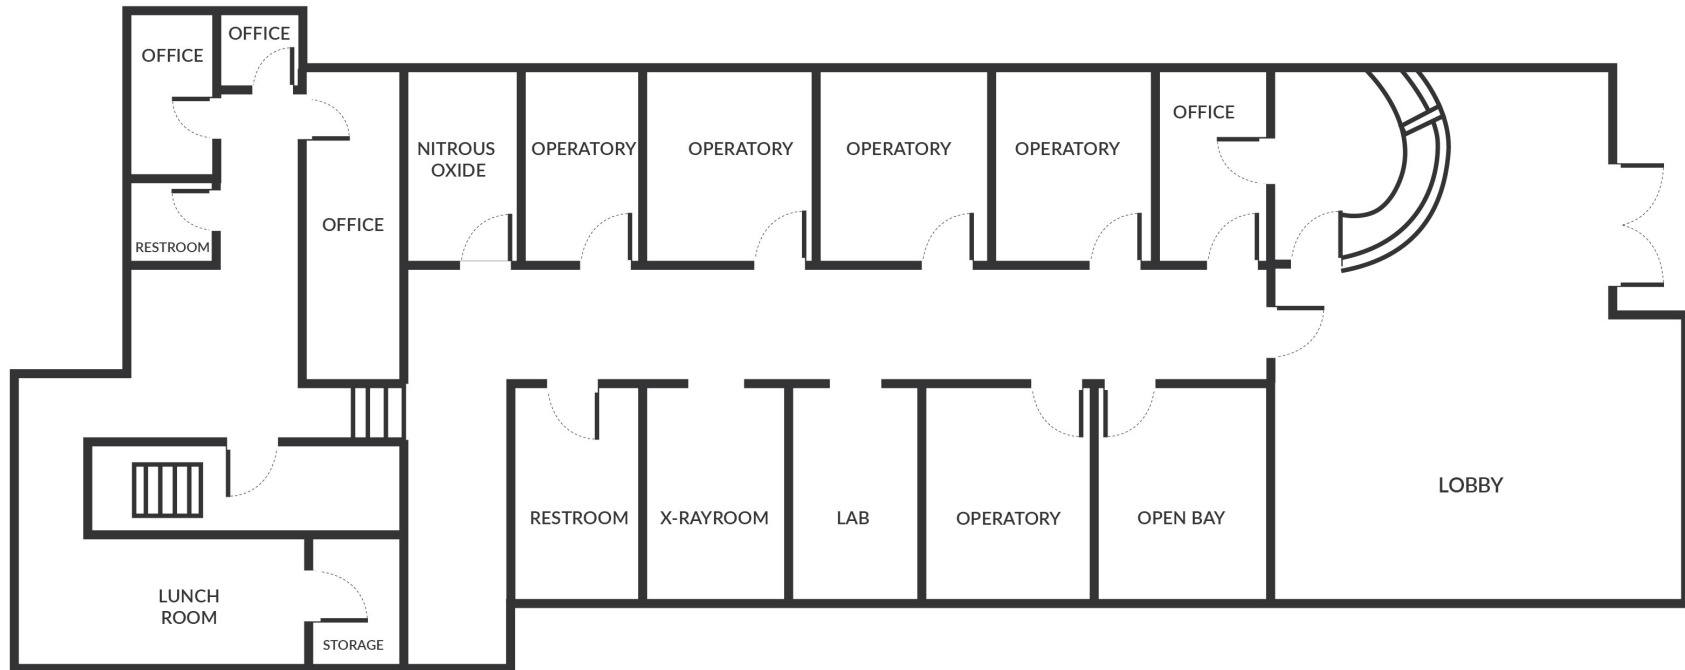 OFFICE
OFFICE
OFFICE
NITROUS
OXIDE
OPERATORY
OPERATORY
OPERATORY
OPERATORY
OFFICE
RESTROOM
OFFICE
LOBBY
RESTROOM
X-RAYROOM
LAB
OPERATORY
OPEN BAY
LUNCH
ROOM
STORAGE